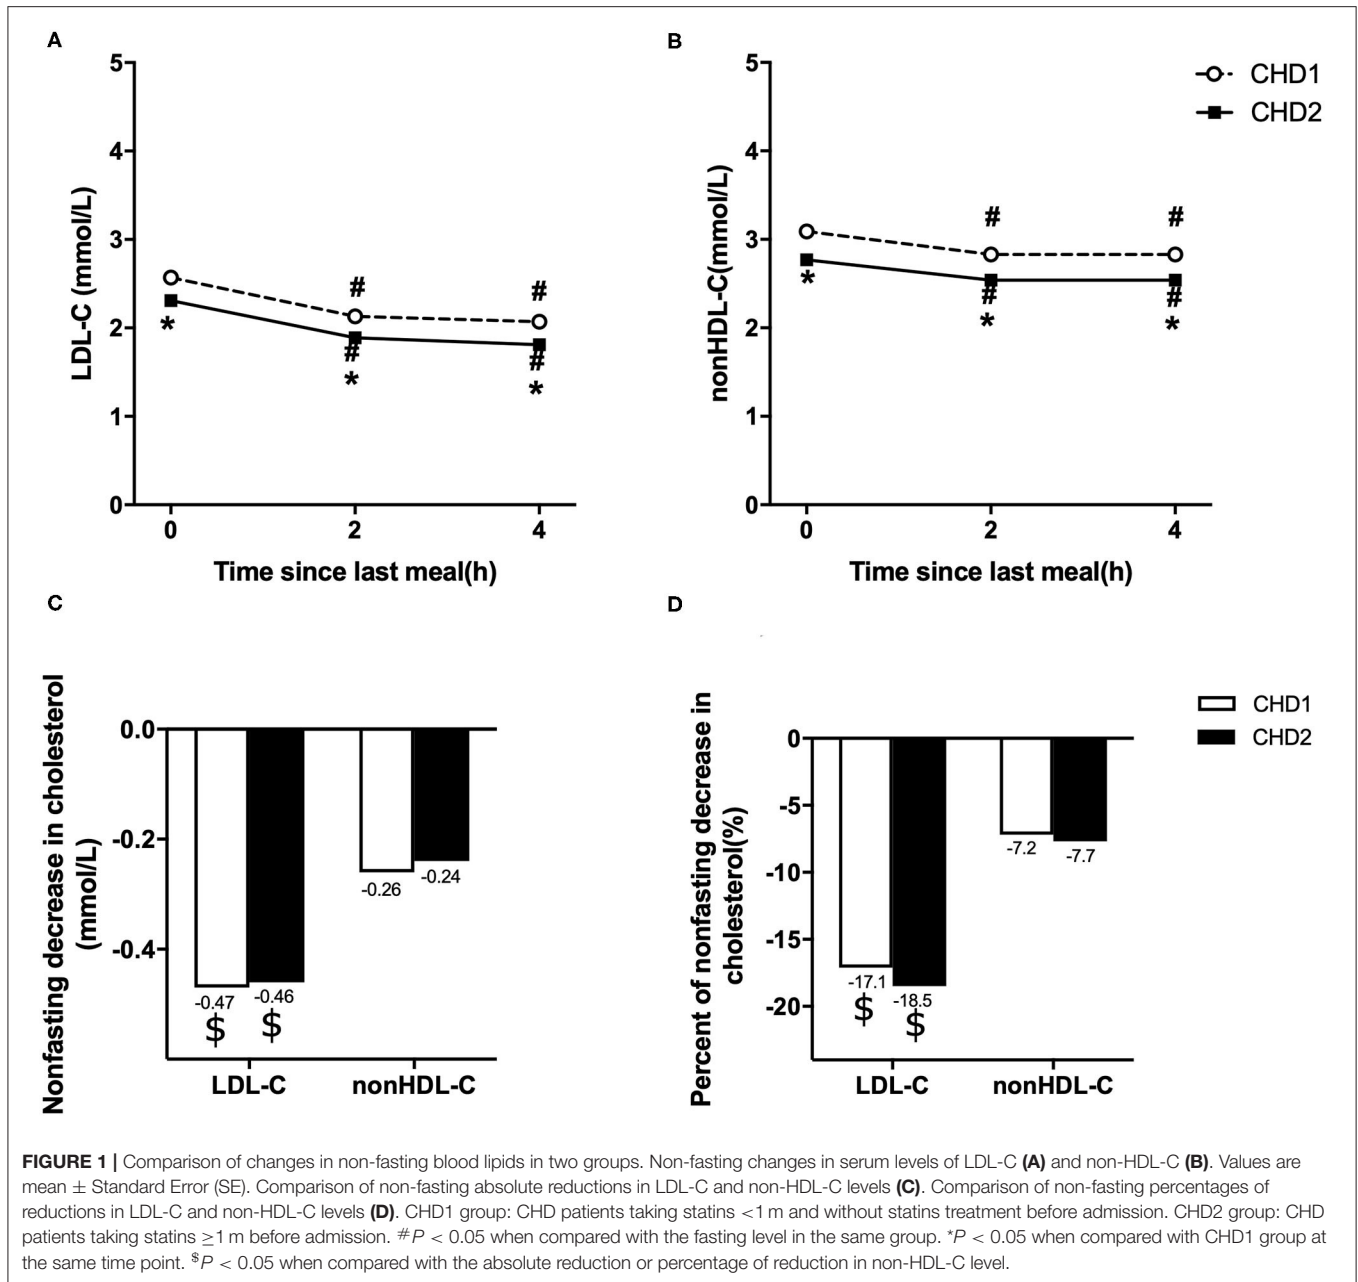 A
B
5
4
3
2
1
0
LDL-C (mmol/L)
#
#
*
#
*
#
*
0
2
4
Time since last meal(h)
5
4
3
2
1
0
nonHDL-C(mmol/L)
CHD1
CHD2
#
#
*
#
*
#
*
0
2
4
Time since last meal(h)
C
D
Nonfasting decrease in cholesterol
(mmol/L)
0.0
-0.2
-0.4
-0.47
-0.46
-0.26
-0.24
$
$
LDL-C
nonHDL-C
Percent of nonfasting decrease in
cholesterol(%)
0
-5
-10
-15
-20
-17.1
-18.5
-7.2
-7.7
$
$
LDL-C
nonHDL-C
CHD1
CHD2
FIGURE 1 | Comparison of changes in non-fasting blood lipids in two groups. Non-fasting changes in serum levels of LDL-C (A) and non-HDL-C (B). Values are
mean ± Standard Error (SE). Comparison of non-fasting absolute reductions in LDL-C and non-HDL-C levels (C). Comparison of non-fasting percentages of
reductions in LDL-C and non-HDL-C levels (D). CHD1 group: CHD patients taking statins <1 m and without statins treatment before admission. CHD2 group: CHD
patients taking statins ≥1 m before admission. #P < 0.05 when compared with the fasting level in the same group. *P < 0.05 when compared with CHD1 group at
the same time point. $P < 0.05 when compared with the absolute reduction or percentage of reduction in non-HDL-C level.